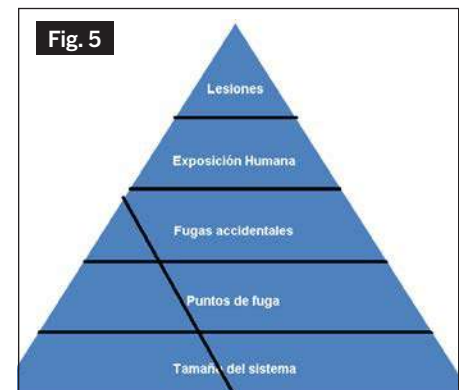 Fig. 5
Lesiones
Exposición Humana
Fugas accidentales
Puntos de fuga
Tamaño del sistema